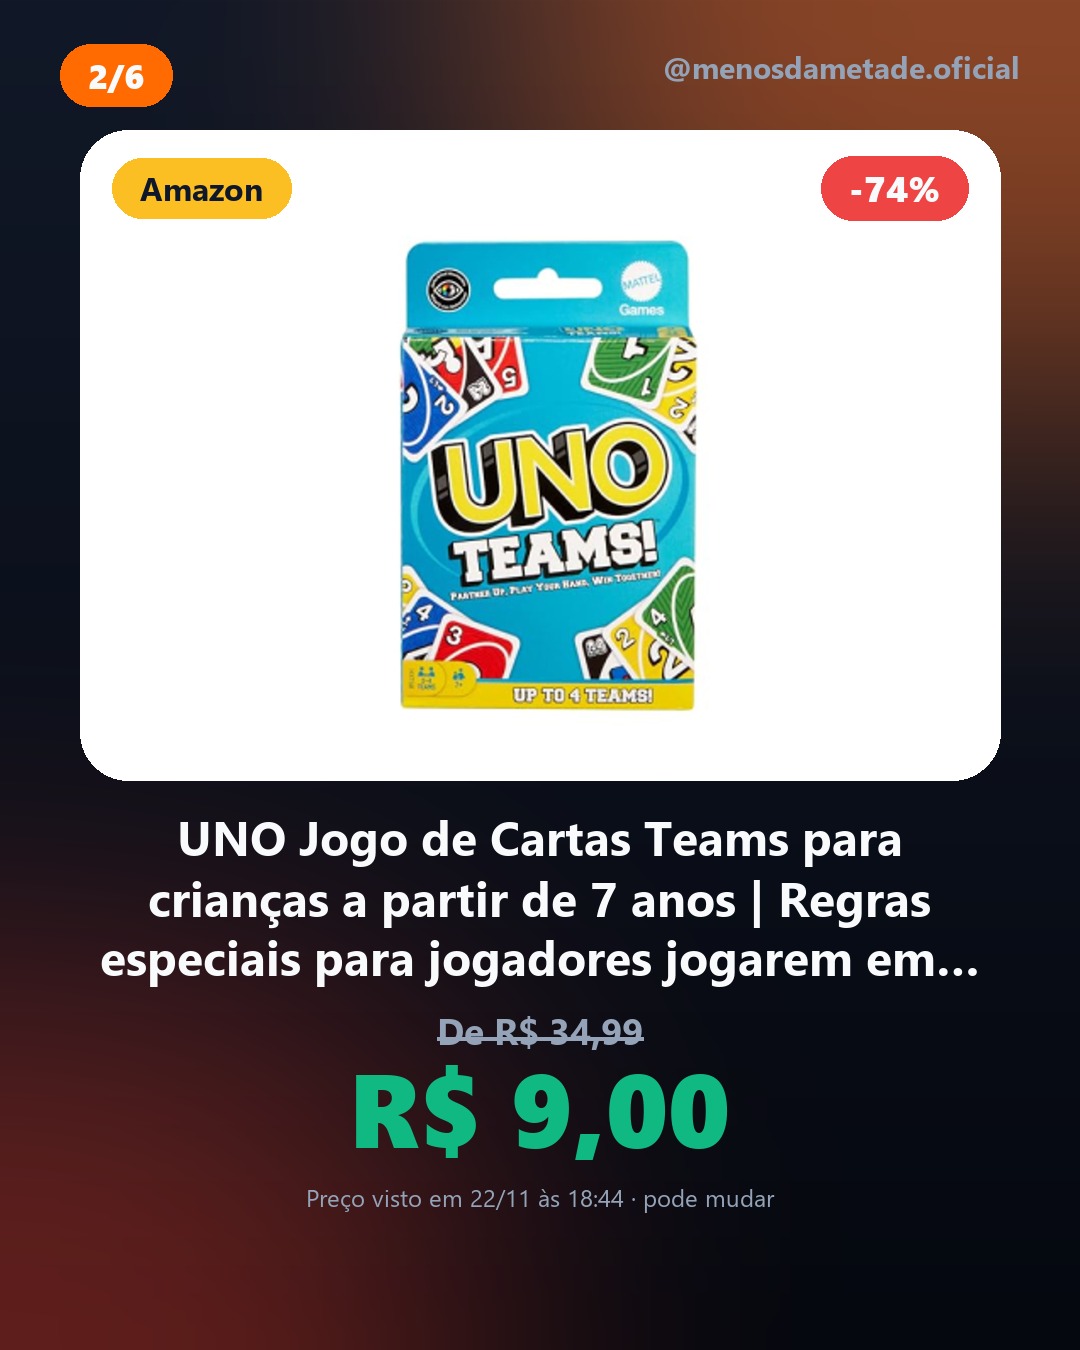 2/6
@menosdametade.oficial
Amazon
-74%
MATTEL
Games
UNO
TEAMS!
PARTNER UP, PLAY YOUR HAND, WIN TOGETHER!
UP TO 4 TEAMS!
UNO Jogo de Cartas Teams para
crianças a partir de 7 anos | Regras
especiais para jogadores jogarem em...
De R$ 34,99
R$ 9,00
Preço visto em 22/11 às 18:44 · pode mudar